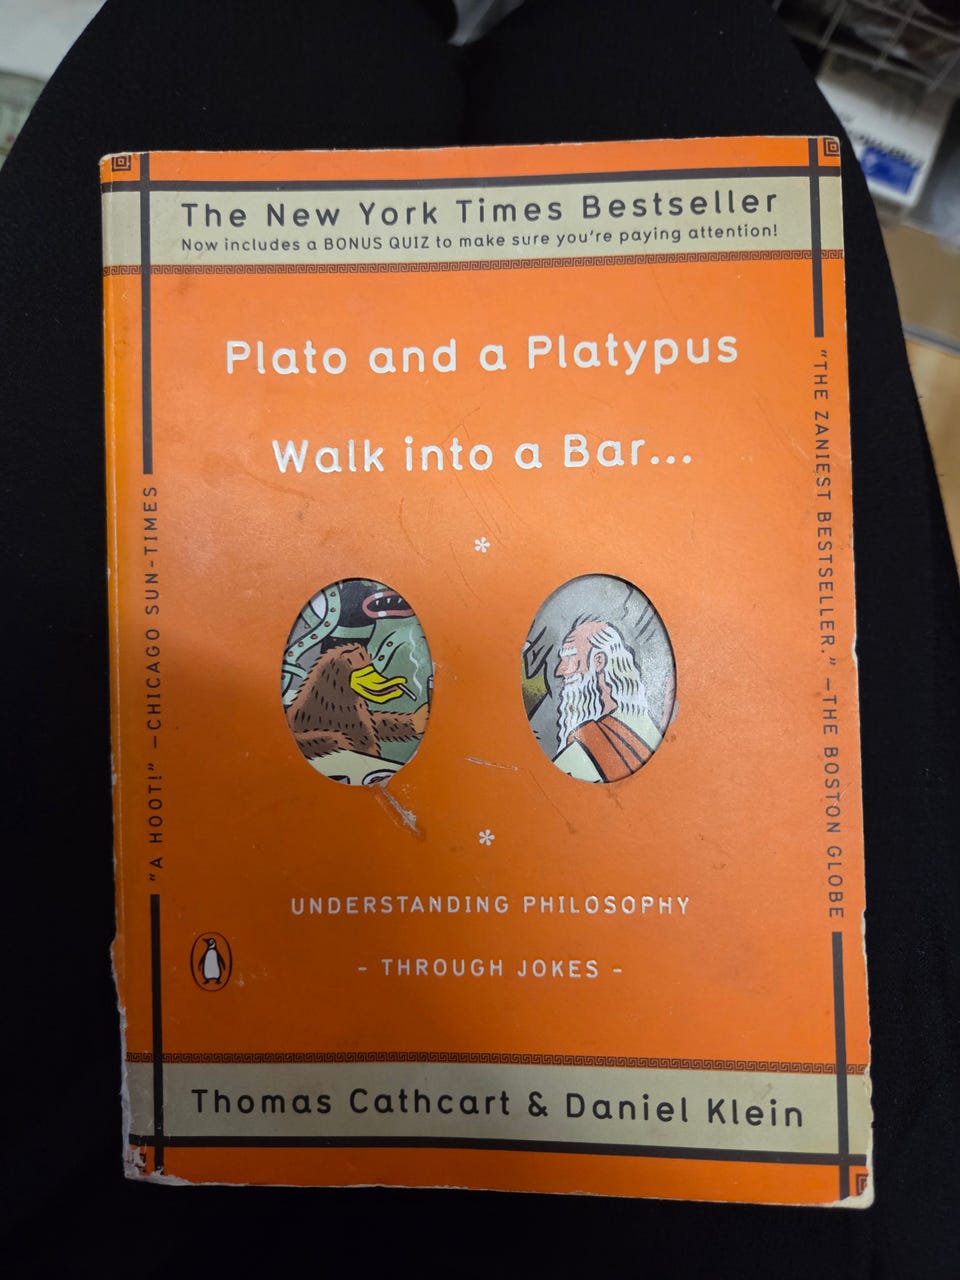 The New York Times Bestseller
Now includes a BONUS QUIZ to make sure you're paying attention!
Plato and a Platypus
Walk into a Bar...
*
*
UNDERSTANDING PHILOSOPHY
- THROUGH JOKES -
Thomas Cathcart & Daniel Klein
"A HOOT!" —CHICAGO SUN-TIMES
"THE ZANIEST BESTSELLER." —THE BOSTON GLOBE